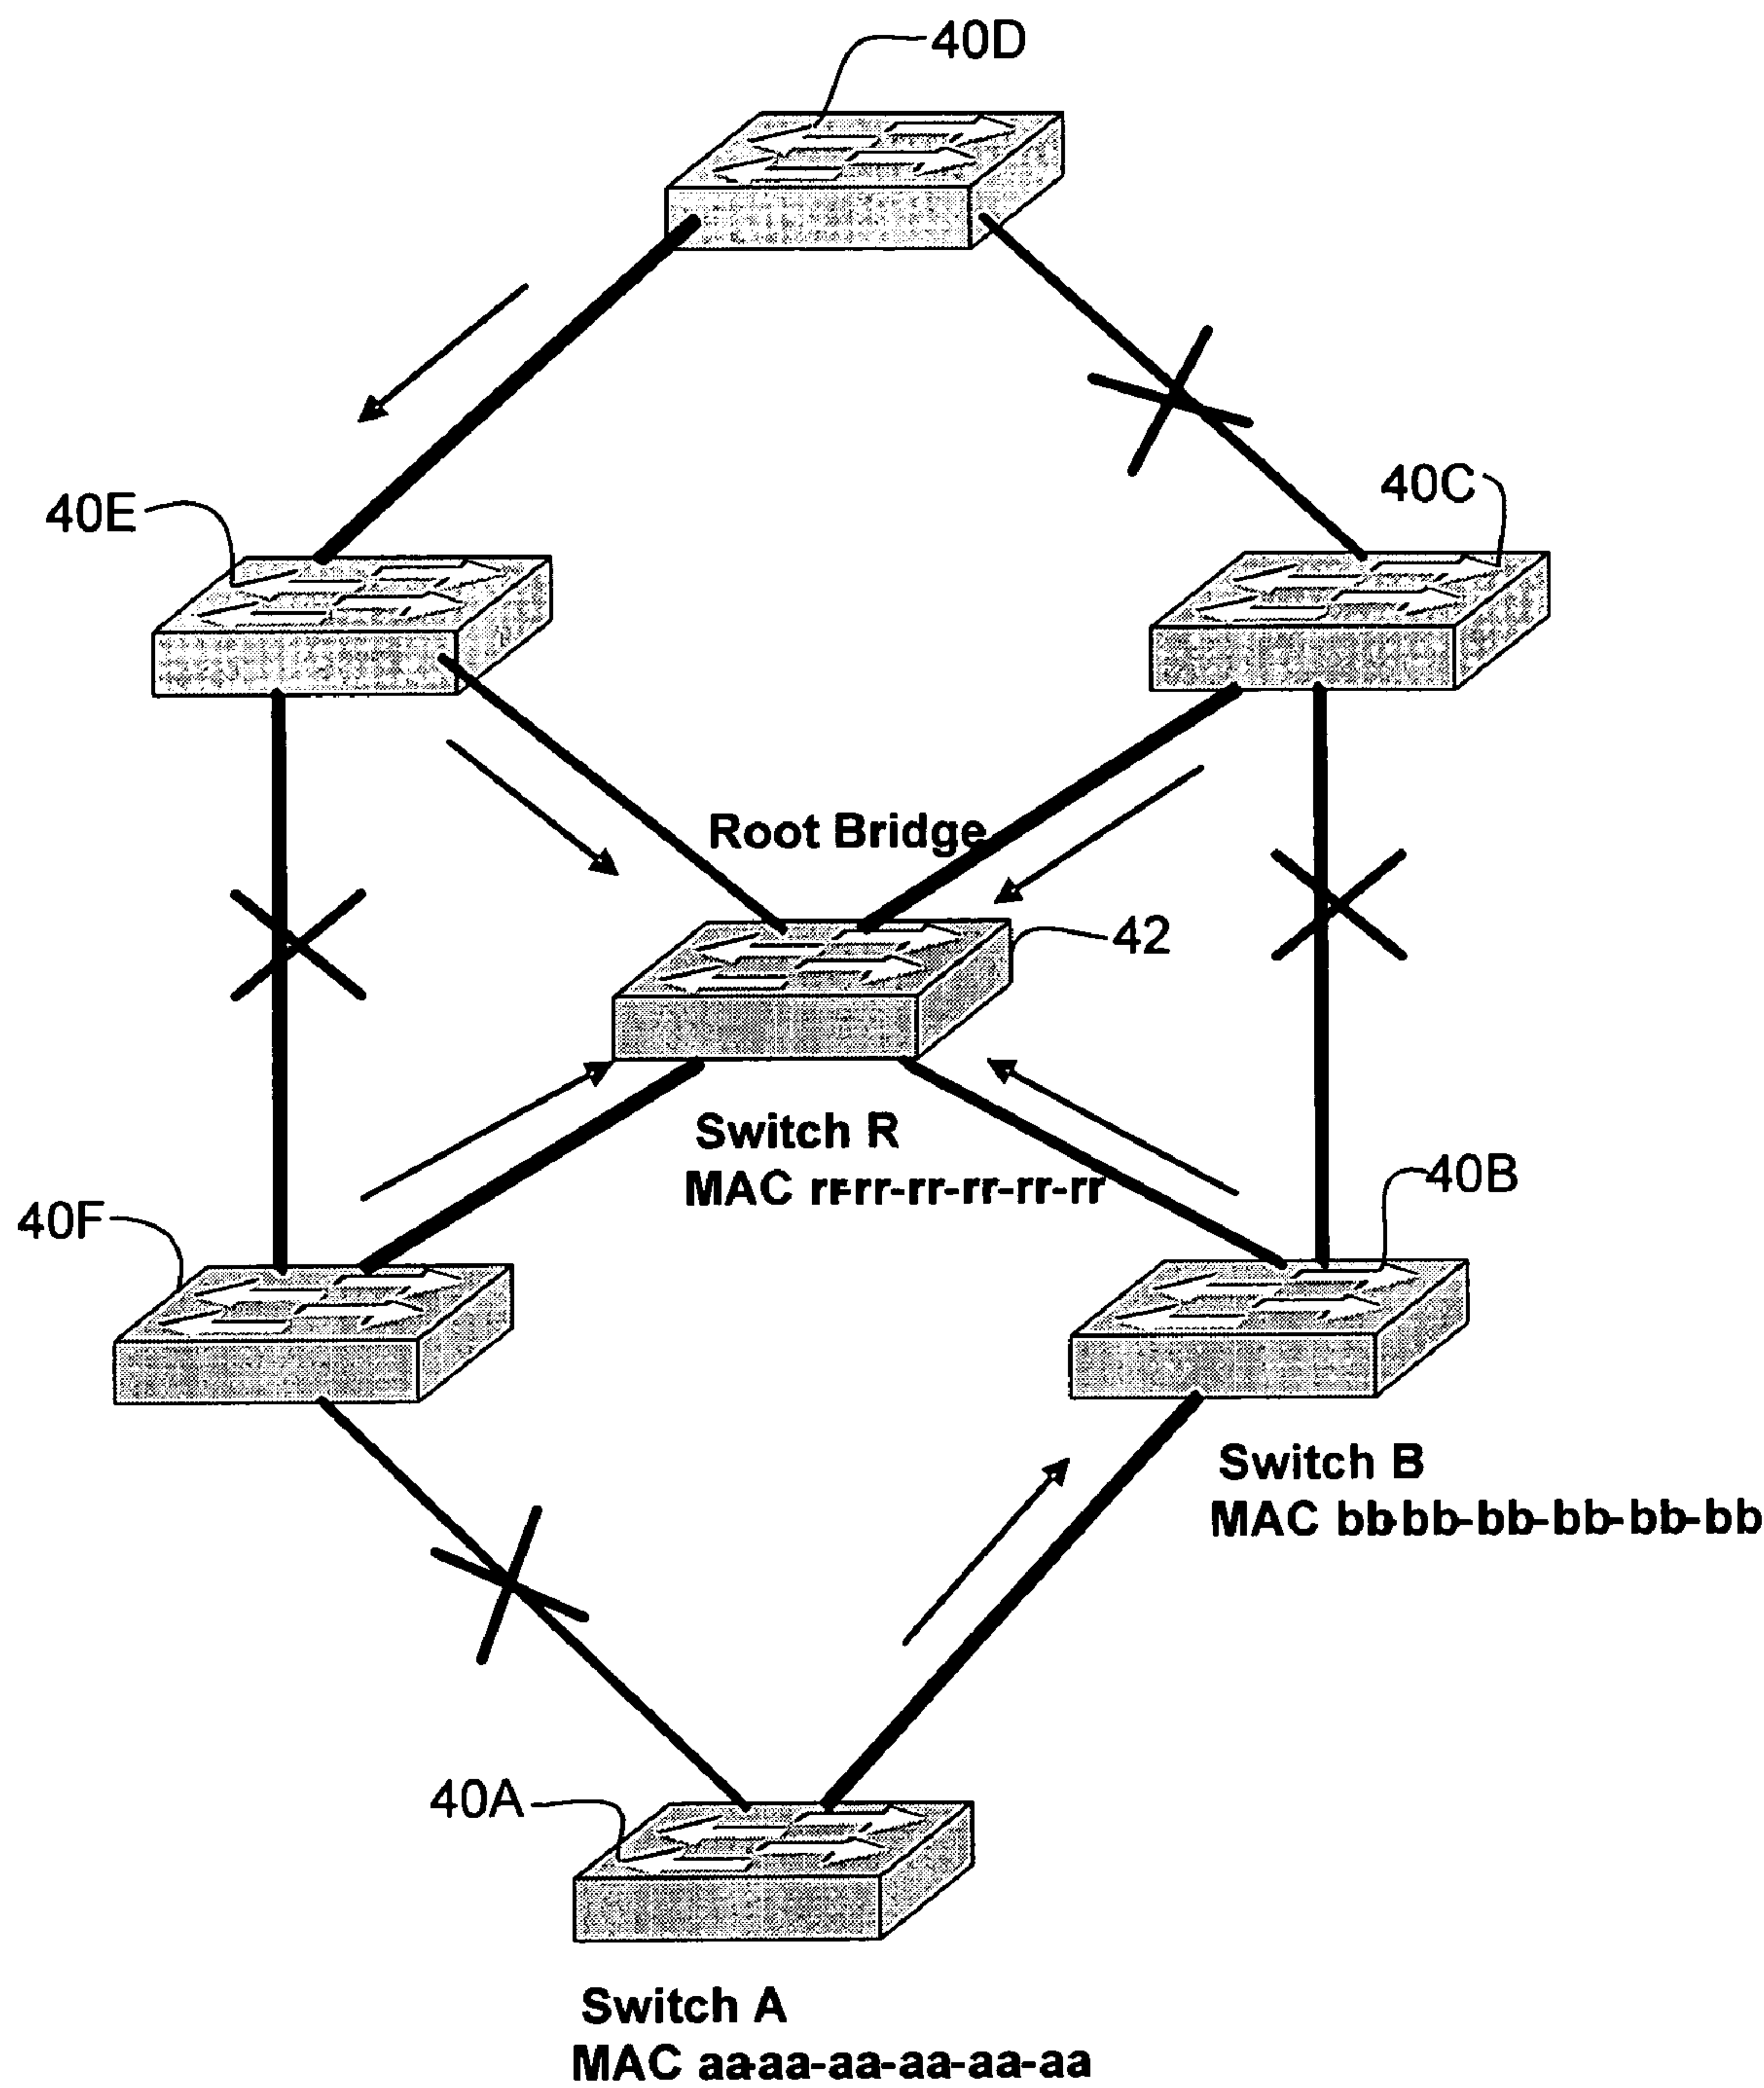 40D
40C
40E
Root Bridge
42
Switch R
MAC rr-rr-rr-rr-rr-rr
40B
40F
Switch B
MAC bb-bb-bb-bb-bb-bb
40A
Switch A
MAC aa-aa-aa-aa-aa-aa